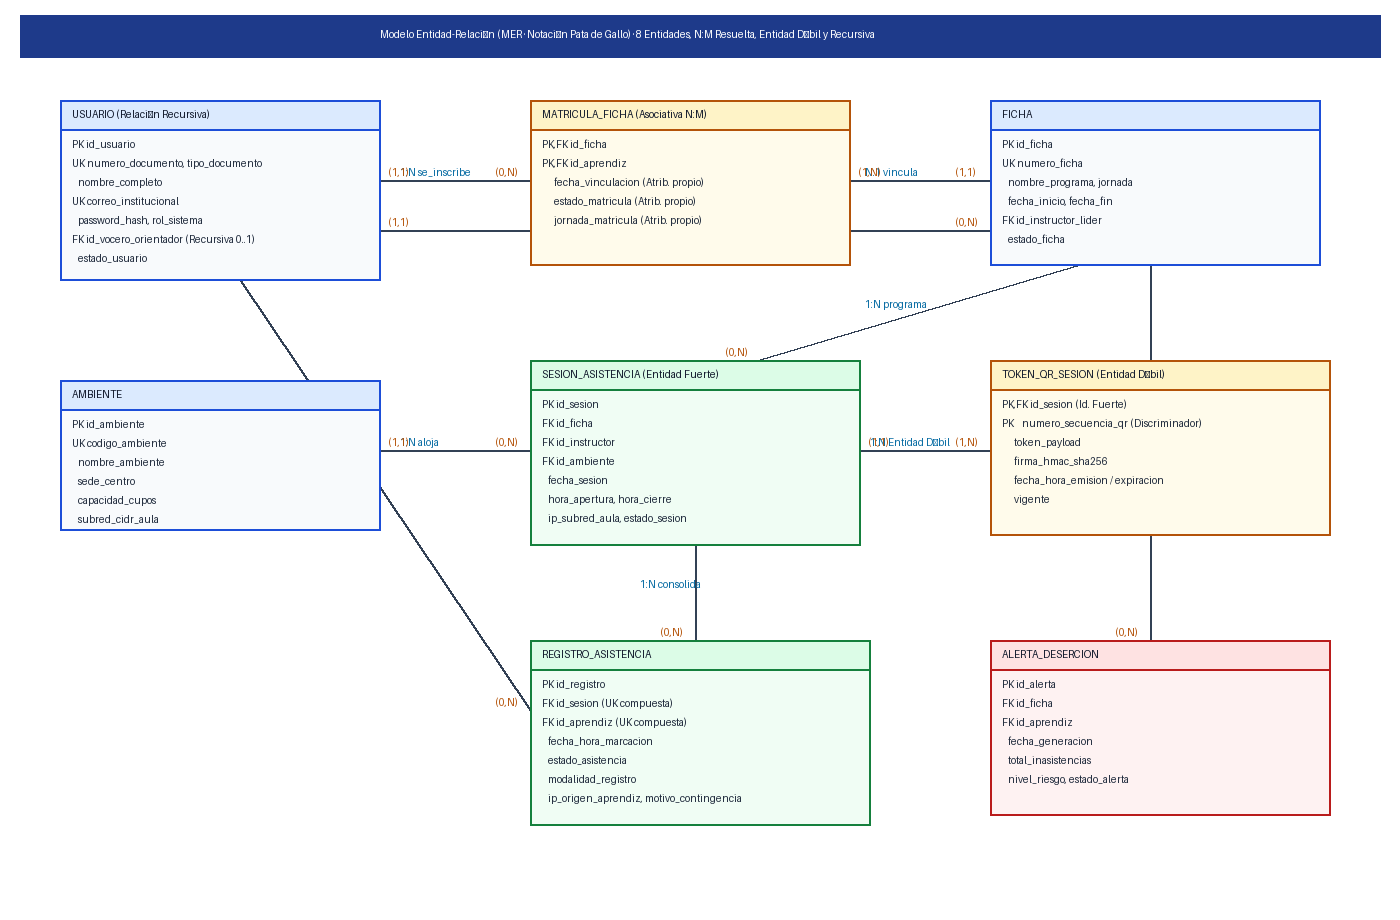 Modelo Entidad-Relaci▯n (MER · Notaci▯n Pata de Gallo) · 8 Entidades, N:M Resuelta, Entidad D▯bil y Recursiva
USUARIO (Relaci▯n Recursiva)
PK id_usuario
UK numero_documento, tipo_documento
nombre_completo
UK correo_institucional
password_hash, rol_sistema
FK id_vocero_orientador (Recursiva 0..1)
estado_usuario
(1,1)
N se_inscribe
(0,N)
(1,1)
MATRICULA_FICHA (Asociativa N:M)
PK,FK id_ficha
PK,FK id_aprendiz
fecha_vinculacion (Atrib. propio)
estado_matricula (Atrib. propio)
jornada_matricula (Atrib. propio)
vincula
(1,1)
(0,N)
FICHA
PK id_ficha
UK numero_ficha
nombre_programa, jornada
fecha_inicio, fecha_fin
FK id_instructor_lider
estado_ficha
1:N programa
(0,N)
AMBIENTE
PK id_ambiente
UK codigo_ambiente
nombre_ambiente
sede_centro
capacidad_cupos
subred_cidr_aula
(1,1)
N aloja
(0,N)
SESION_ASISTENCIA (Entidad Fuerte)
PK id_sesion
FK id_ficha
FK id_instructor
FK id_ambiente
fecha_sesion
hora_apertura, hora_cierre
ip_subred_aula, estado_sesion
Entidad D▯bil
(1,N)
TOKEN_QR_SESION (Entidad D▯bil)
PK,FK id_sesion (Id. Fuerte)
PK numero_secuencia_qr (Discriminador)
token_payload
firma_hmac_sha256
fecha_hora_emision / expiracion
vigente
1:N consolida
(0,N)
(0,N)
(0,N)
REGISTRO_ASISTENCIA
PK id_registro
FK id_sesion (UK compuesta)
FK id_aprendiz (UK compuesta)
fecha_hora_marcacion
estado_asistencia
modalidad_registro
ip_origen_aprendiz, motivo_contingencia
ALERTA_DESERCION
PK id_alerta
FK id_ficha
FK id_aprendiz
fecha_generacion
total_inasistencias
nivel_riesgo, estado_alerta